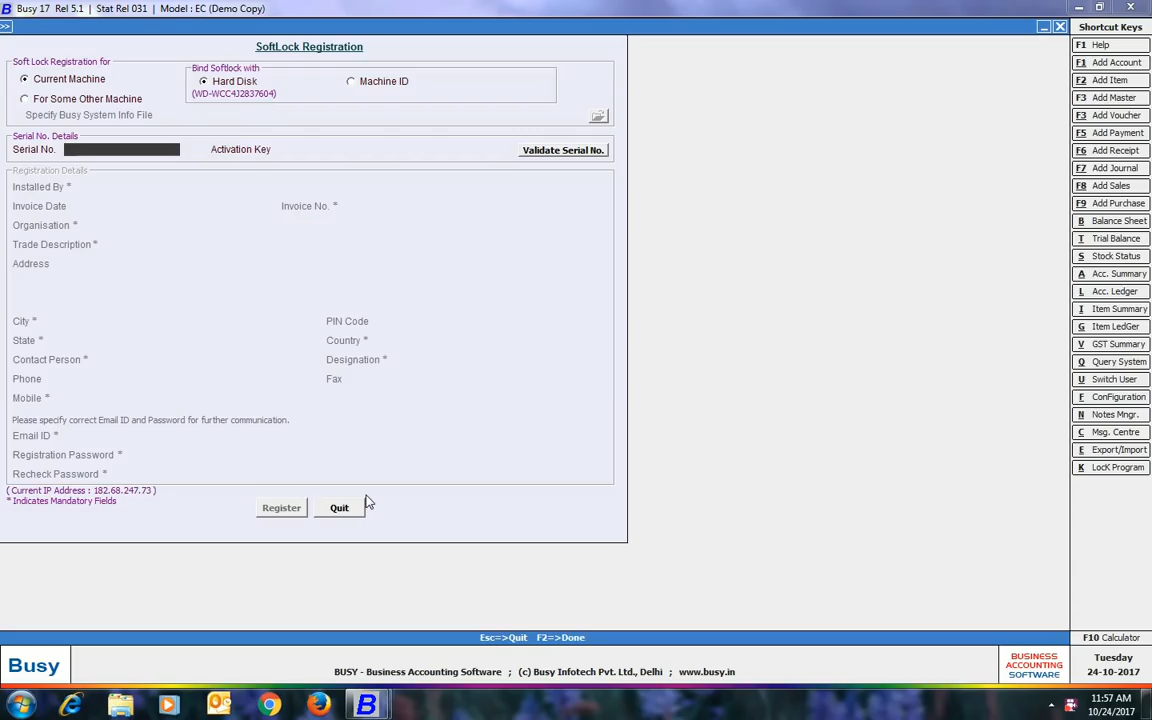 Busy 17 Rel 5.1 | Stat Rel 031 | Model : EC (Demo Copy)
>>
SoftLock Registration
Soft Lock Registration for
Current Machine
For Some Other Machine
Specify Busy System Info File
Bind Softlock with
Hard Disk
(WD-WCC4J2837604)
Machine ID
Serial No. Details
Serial No.
Activation Key
Validate Serial No.
Registration Details
Installed By *
Invoice Date
Invoice No. *
Organisation *
Trade Description *
Address
City *
PIN Code
State *
Country *
Contact Person *
Designation *
Phone
Fax
Mobile *
Please specify correct Email ID and Password for further communication.
Email ID *
Registration Password *
Recheck Password *
( Current IP Address : 182.68.247.73 )
* Indicates Mandatory Fields
Register
Quit
Shortcut Keys
F1 Help
F1 Add Account
F2 Add Item
F3 Add Master
F3 Add Voucher
F5 Add Payment
F6 Add Receipt
F7 Add Journal
F8 Add Sales
F9 Add Purchase
B Balance Sheet
T Trial Balance
S Stock Status
A Acc. Summary
L Acc. Ledger
I Item Summary
G Item LedGer
V GST Summary
Q Query System
U Switch User
F ConFiguration
N Notes Mngr.
C Msg. Centre
E Export/Import
K LocK Program
Esc=>Quit F2=>Done
F10 Calculator
Busy
BUSY - Business Accounting Software ; (c) Busy Infotech Pvt. Ltd., Delhi ; www.busy.in
BUSINESS
ACCOUNTING
SOFTWARE
Tuesday
24-10-2017
11:57 AM
10/24/2017